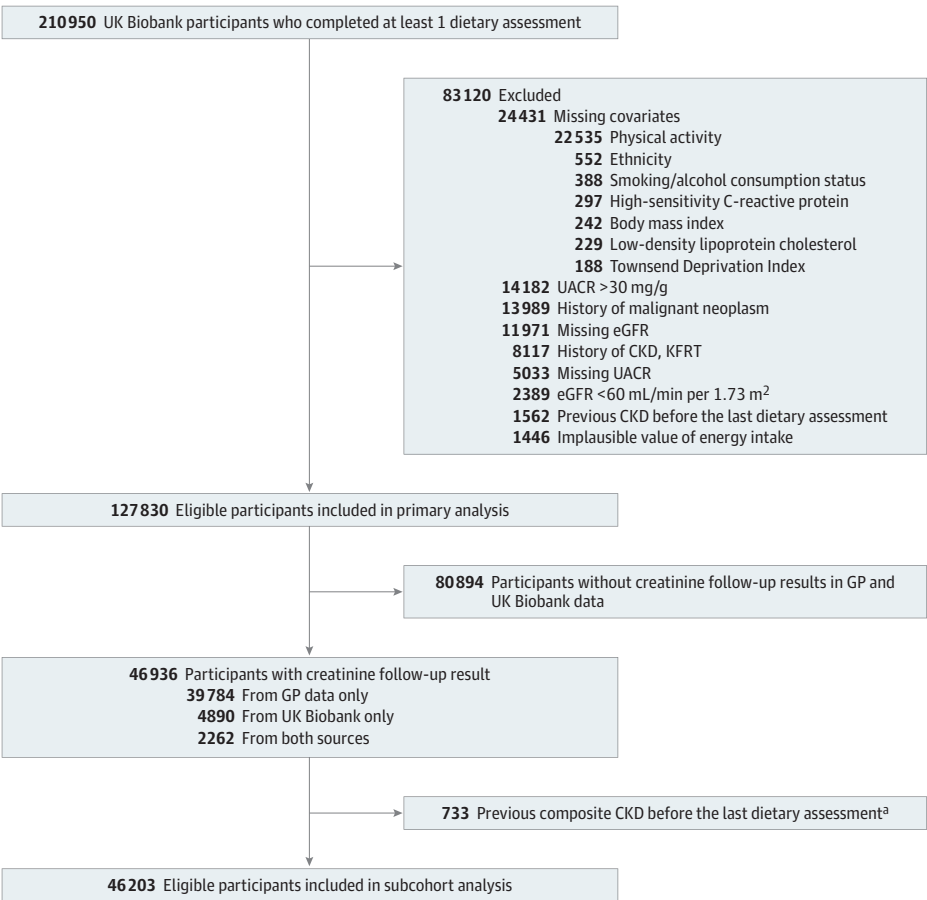 210950 UK Biobank participants who completed at least 1 dietary assessment
83120 Excluded
24431 Missing covariates
22535 Physical activity
552 Ethnicity
388 Smoking/alcohol consumption status
297 High-sensitivity C-reactive protein
242 Body mass index
229 Low-density lipoprotein cholesterol
188 Townsend Deprivation Index
14182 UACR >30 mg/g
13989 History of malignant neoplasm
11971 Missing eGFR
8117 History of CKD, KFRT
5033 Missing UACR
2389 eGFR <60 mL/min per 1.73 m²
1562 Previous CKD before the last dietary assessment
1446 Implausible value of energy intake
127830 Eligible participants included in primary analysis
80894 Participants without creatinine follow-up results in GP and
UK Biobank data
46936 Participants with creatinine follow-up result
39784 From GP data only
4890 From UK Biobank only
2262 From both sources
733 Previous composite CKD before the last dietary assessmentᵃ
46203 Eligible participants included in subcohort analysis